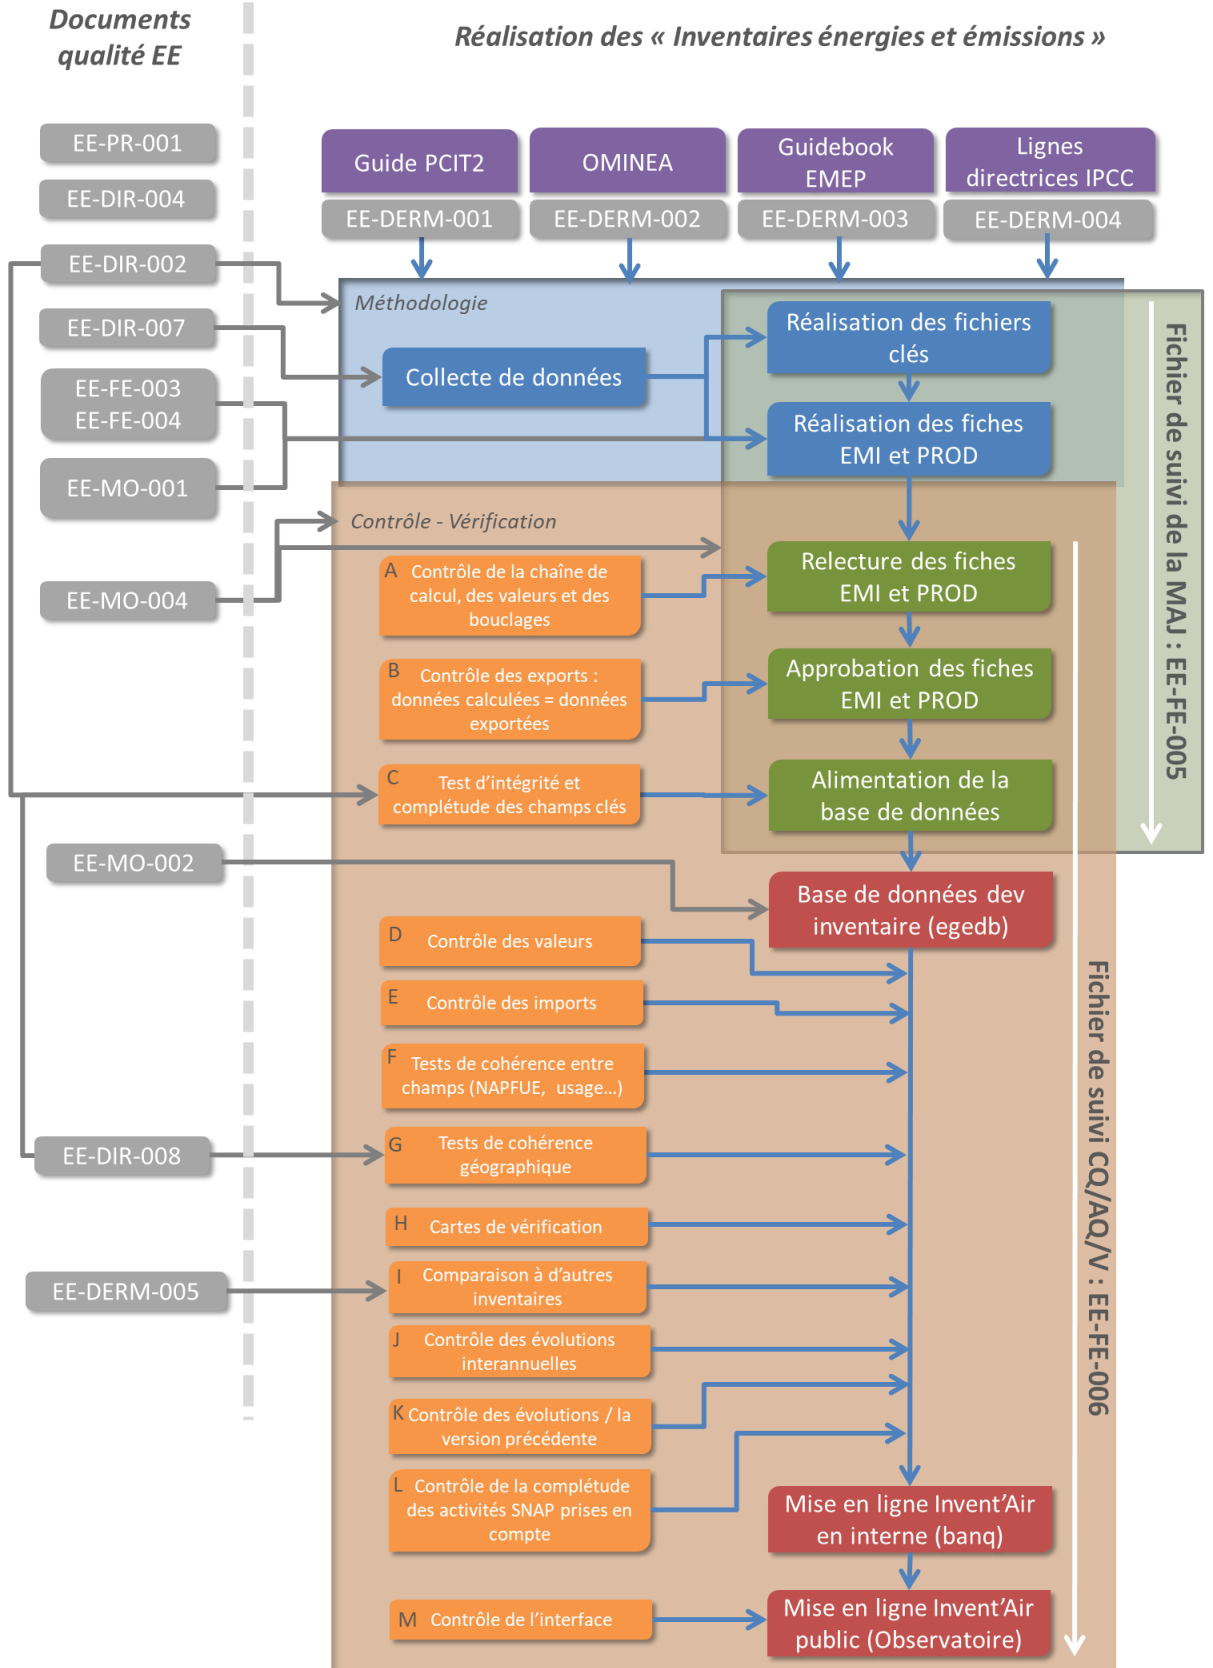 Documents
qualité EE
Réalisation des « Inventaires énergies et émissions »
EE-PR-001
EE-DIR-004
EE-DIR-002
EE-DIR-007
EE-FE-003
EE-FE-004
EE-MO-001
EE-MO-004
EE-MO-002
EE-DIR-008
EE-DERM-005
Guide PCIT2
EE-DERM-001
OMINEA
EE-DERM-002
Guidebook
EMEP
EE-DERM-003
Lignes
directrices IPCC
EE-DERM-004
Méthodologie
Collecte de données
Réalisation des fichiers
clés
Réalisation des fiches
EMI et PROD
Contrôle - Vérification
A Contrôle de la chaîne de
calcul, des valeurs et des
bouclages
Relecture des fiches
EMI et PROD
B Contrôle des exports :
données calculées = données
exportées
Approbation des fiches
EMI et PROD
C Test d’intégrité et
complétude des champs clés
Alimentation de la
base de données
Base de données dev
inventaire (egedb)
D Contrôle des valeurs
E Contrôle des imports
F Tests de cohérence entre
champs (NAPFUE, usage…)
G Tests de cohérence
géographique
H Cartes de vérification
I Comparaison à d’autres
inventaires
J Contrôle des évolutions
interannuelles
K Contrôle des évolutions / la
version précédente
L Contrôle de la complétude
des activités SNAP prises en
compte
Mise en ligne Invent’Air
en interne (banq)
M Contrôle de l’interface
Mise en ligne Invent’Air
public (Observatoire)
Fichier de suivi de la MAJ : EE-FE-005
Fichier de suivi CQ/AQ/V : EE-FE-006